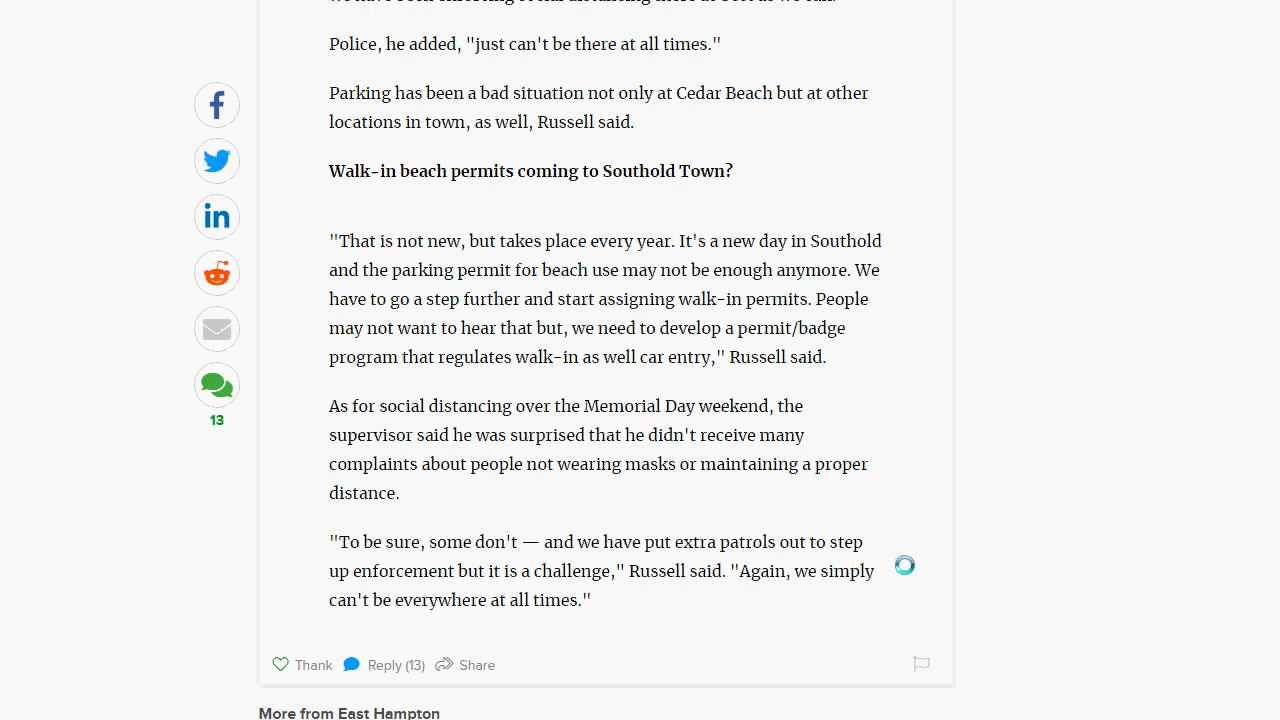 Police, he added, "just can't be there at all times."
Parking has been a bad situation not only at Cedar Beach but at other
locations in town, as well, Russell said.
Walk-in beach permits coming to Southold Town?
"That is not new, but takes place every year. It's a new day in Southold
and the parking permit for beach use may not be enough anymore. We
have to go a step further and start assigning walk-in permits. People
may not want to hear that but, we need to develop a permit/badge
program that regulates walk-in as well car entry," Russell said.
13
As for social distancing over the Memorial Day weekend, the
supervisor said he was surprised that he didn't receive many
complaints about people not wearing masks or maintaining a proper
distance.
"To be sure, some don't — and we have put extra patrols out to step
up enforcement but it is a challenge," Russell said. "Again, we simply
can't be everywhere at all times."
Thank Reply (13) Share
More from East Hampton